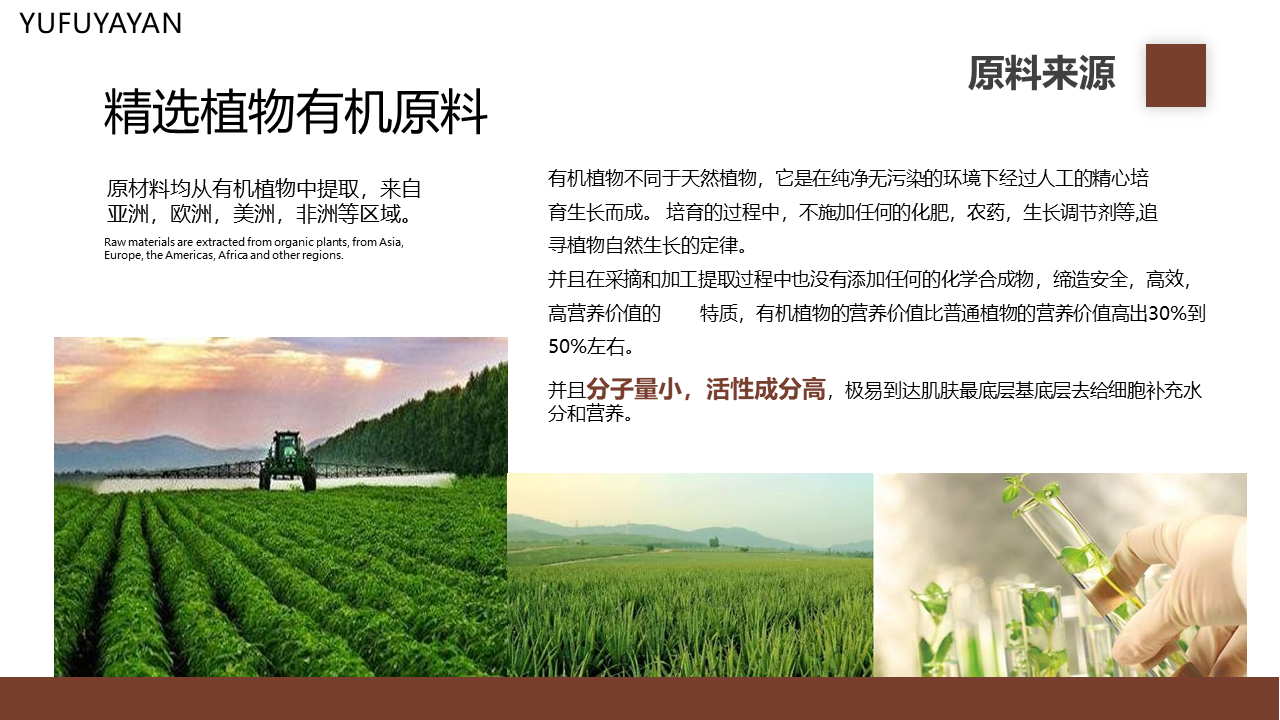 YUFUYAYAN
原料来源
精选植物有机原料
原材料均从有机植物中提取，来自
亚洲，欧洲，美洲，非洲等区域。
Raw materials are extracted from organic plants, from Asia,
Europe, the Americas, Africa and other regions.
有机植物不同于天然植物，它是在纯净无污染的环境下经过人工的精心培
育生长而成。 培育的过程中，不施加任何的化肥，农药，生长调节剂等,追
寻植物自然生长的定律。
并且在采摘和加工提取过程中也没有添加任何的化学合成物，缔造安全，高效，
高营养价值的　　特质，有机植物的营养价值比普通植物的营养价值高出30%到
50%左右。
并且分子量小，活性成分高，极易到达肌肤最底层基底层去给细胞补充水
分和营养。